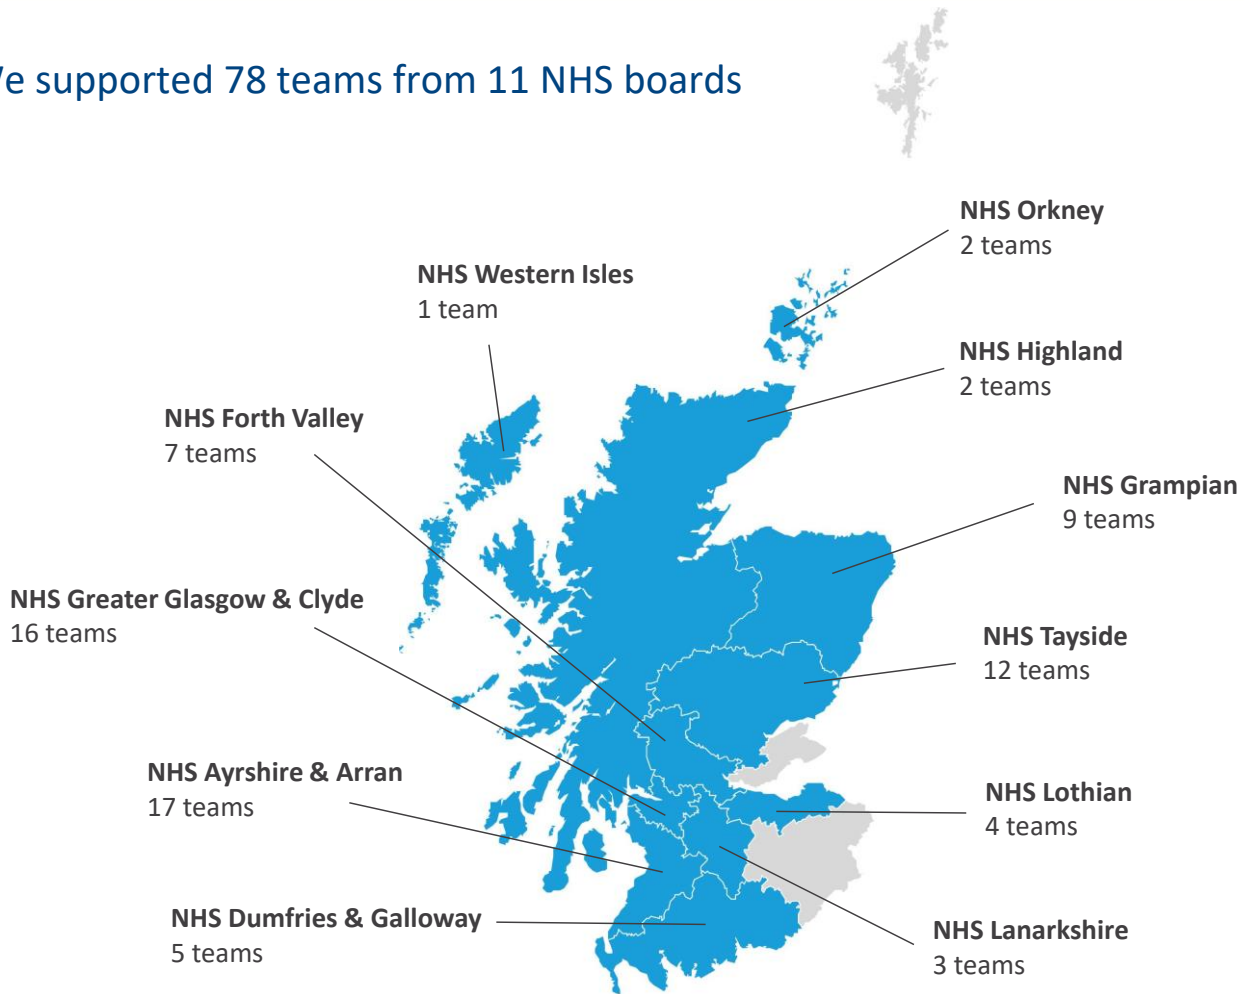 e supported 78 teams from 11 NHS boards
NHS Orkney
2 teams
NHS Western Isles
1 team
NHS Highland
2 teams
NHS Forth Valley
7 teams
NHS Grampian
9 teams
NHS Greater Glasgow & Clyde
16 teams
NHS Tayside
12 teams
NHS Ayrshire & Arran
17 teams
NHS Lothian
4 teams
NHS Dumfries & Galloway
5 teams
NHS Lanarkshire
3 teams